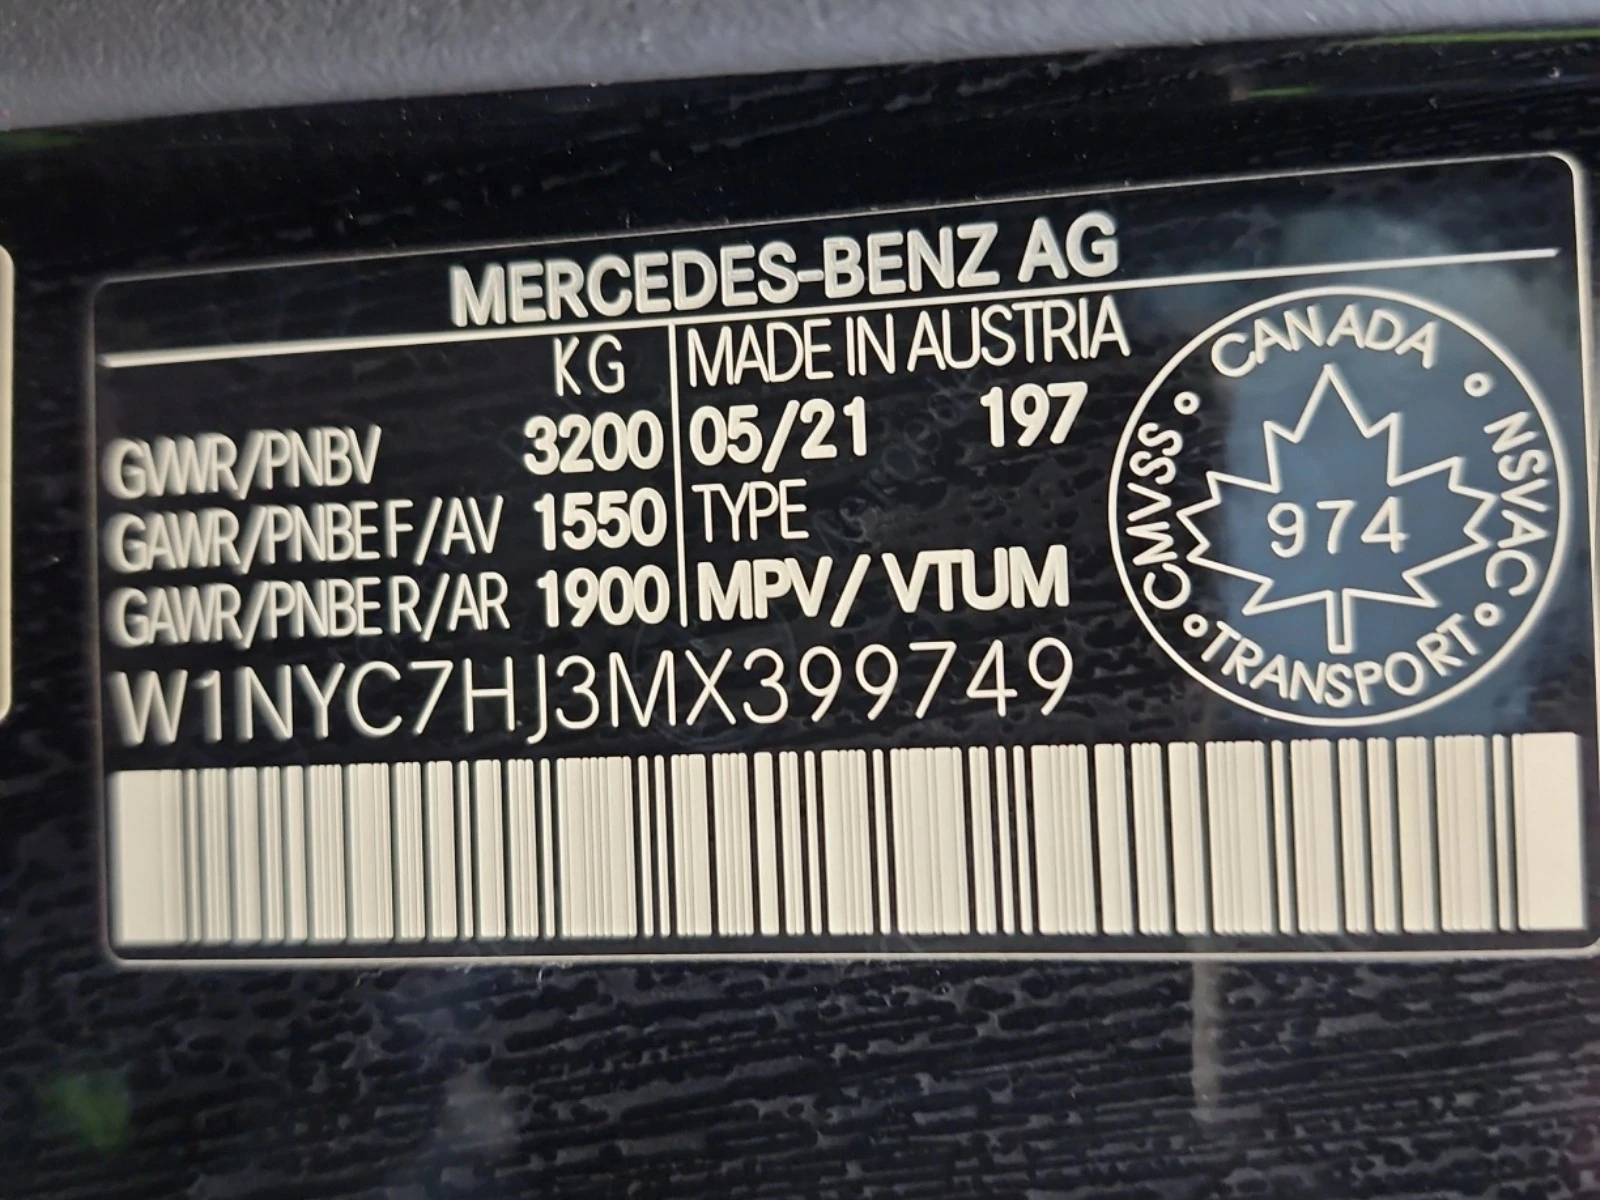 MERCEDES-BENZ AG
KG
MADE IN AUSTRIA
GVWR/PNBV 3200
05/21 197
GAWR/PNBE F/AV 1550
TYPE
GAWR/PNBE R/AR 1900
MPV/VTUM
W1NYC7HJ3MX399749
CANADA
CMVSS
NSVAC
974
TRANSPORT